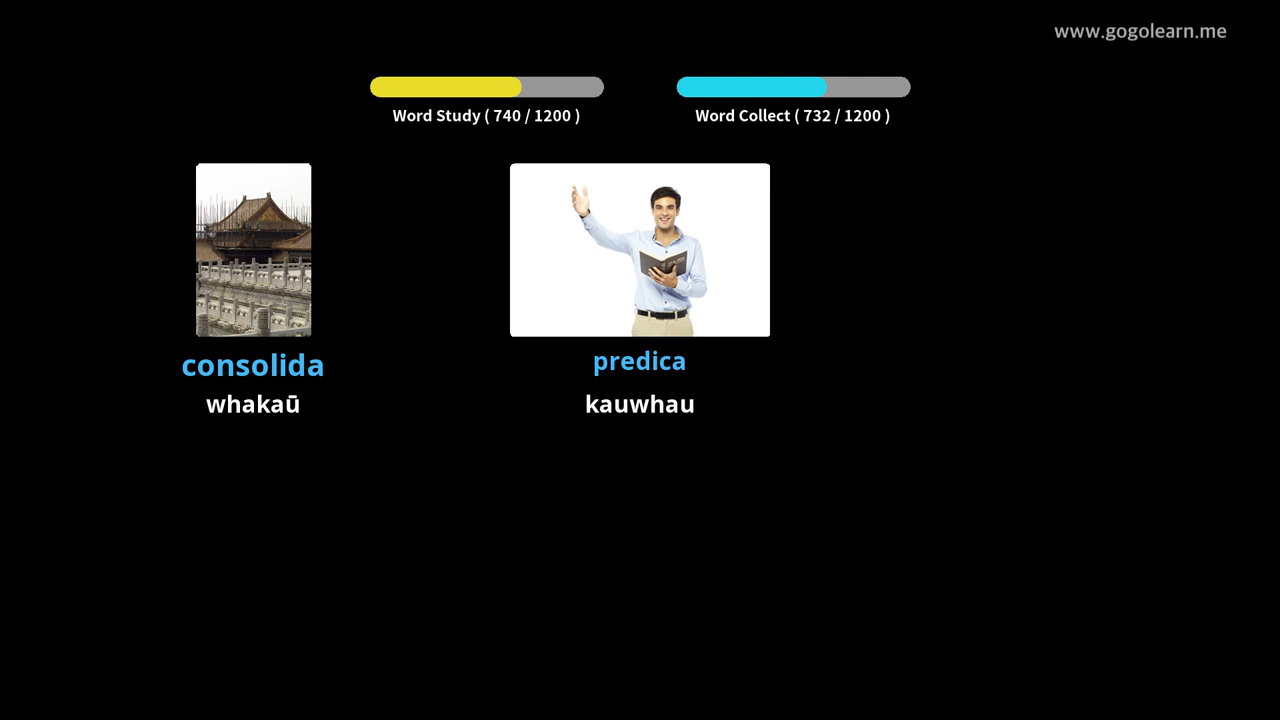 www.gogolearn.me
Word Study ( 740 / 1200 )
Word Collect ( 732 / 1200 )
consolida
whakaū
predica
kauwhau